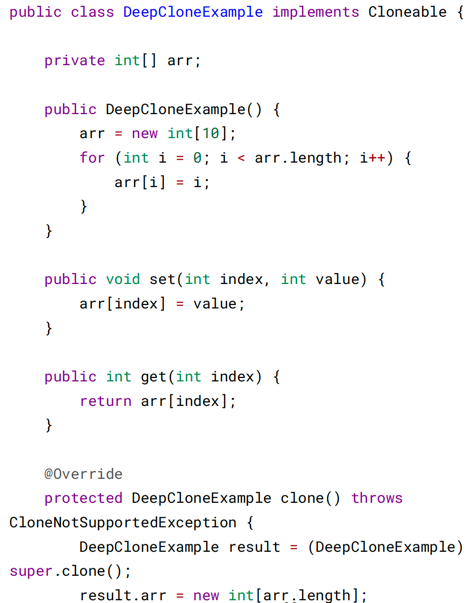 public class DeepCloneExample implements Cloneable {
    private int[] arr;
    public DeepCloneExample() {
        arr = new int[10];
        for (int i = 0; i < arr.length; i++) {
            arr[i] = i;
        }
    }
    public void set(int index, int value) {
        arr[index] = value;
    }
    public int get(int index) {
        return arr[index];
    }
    @Override
    protected DeepCloneExample clone() throws
CloneNotSupportedException {
        DeepCloneExample result = (DeepCloneExample)
super.clone();
        result.arr = new int[arr.length];